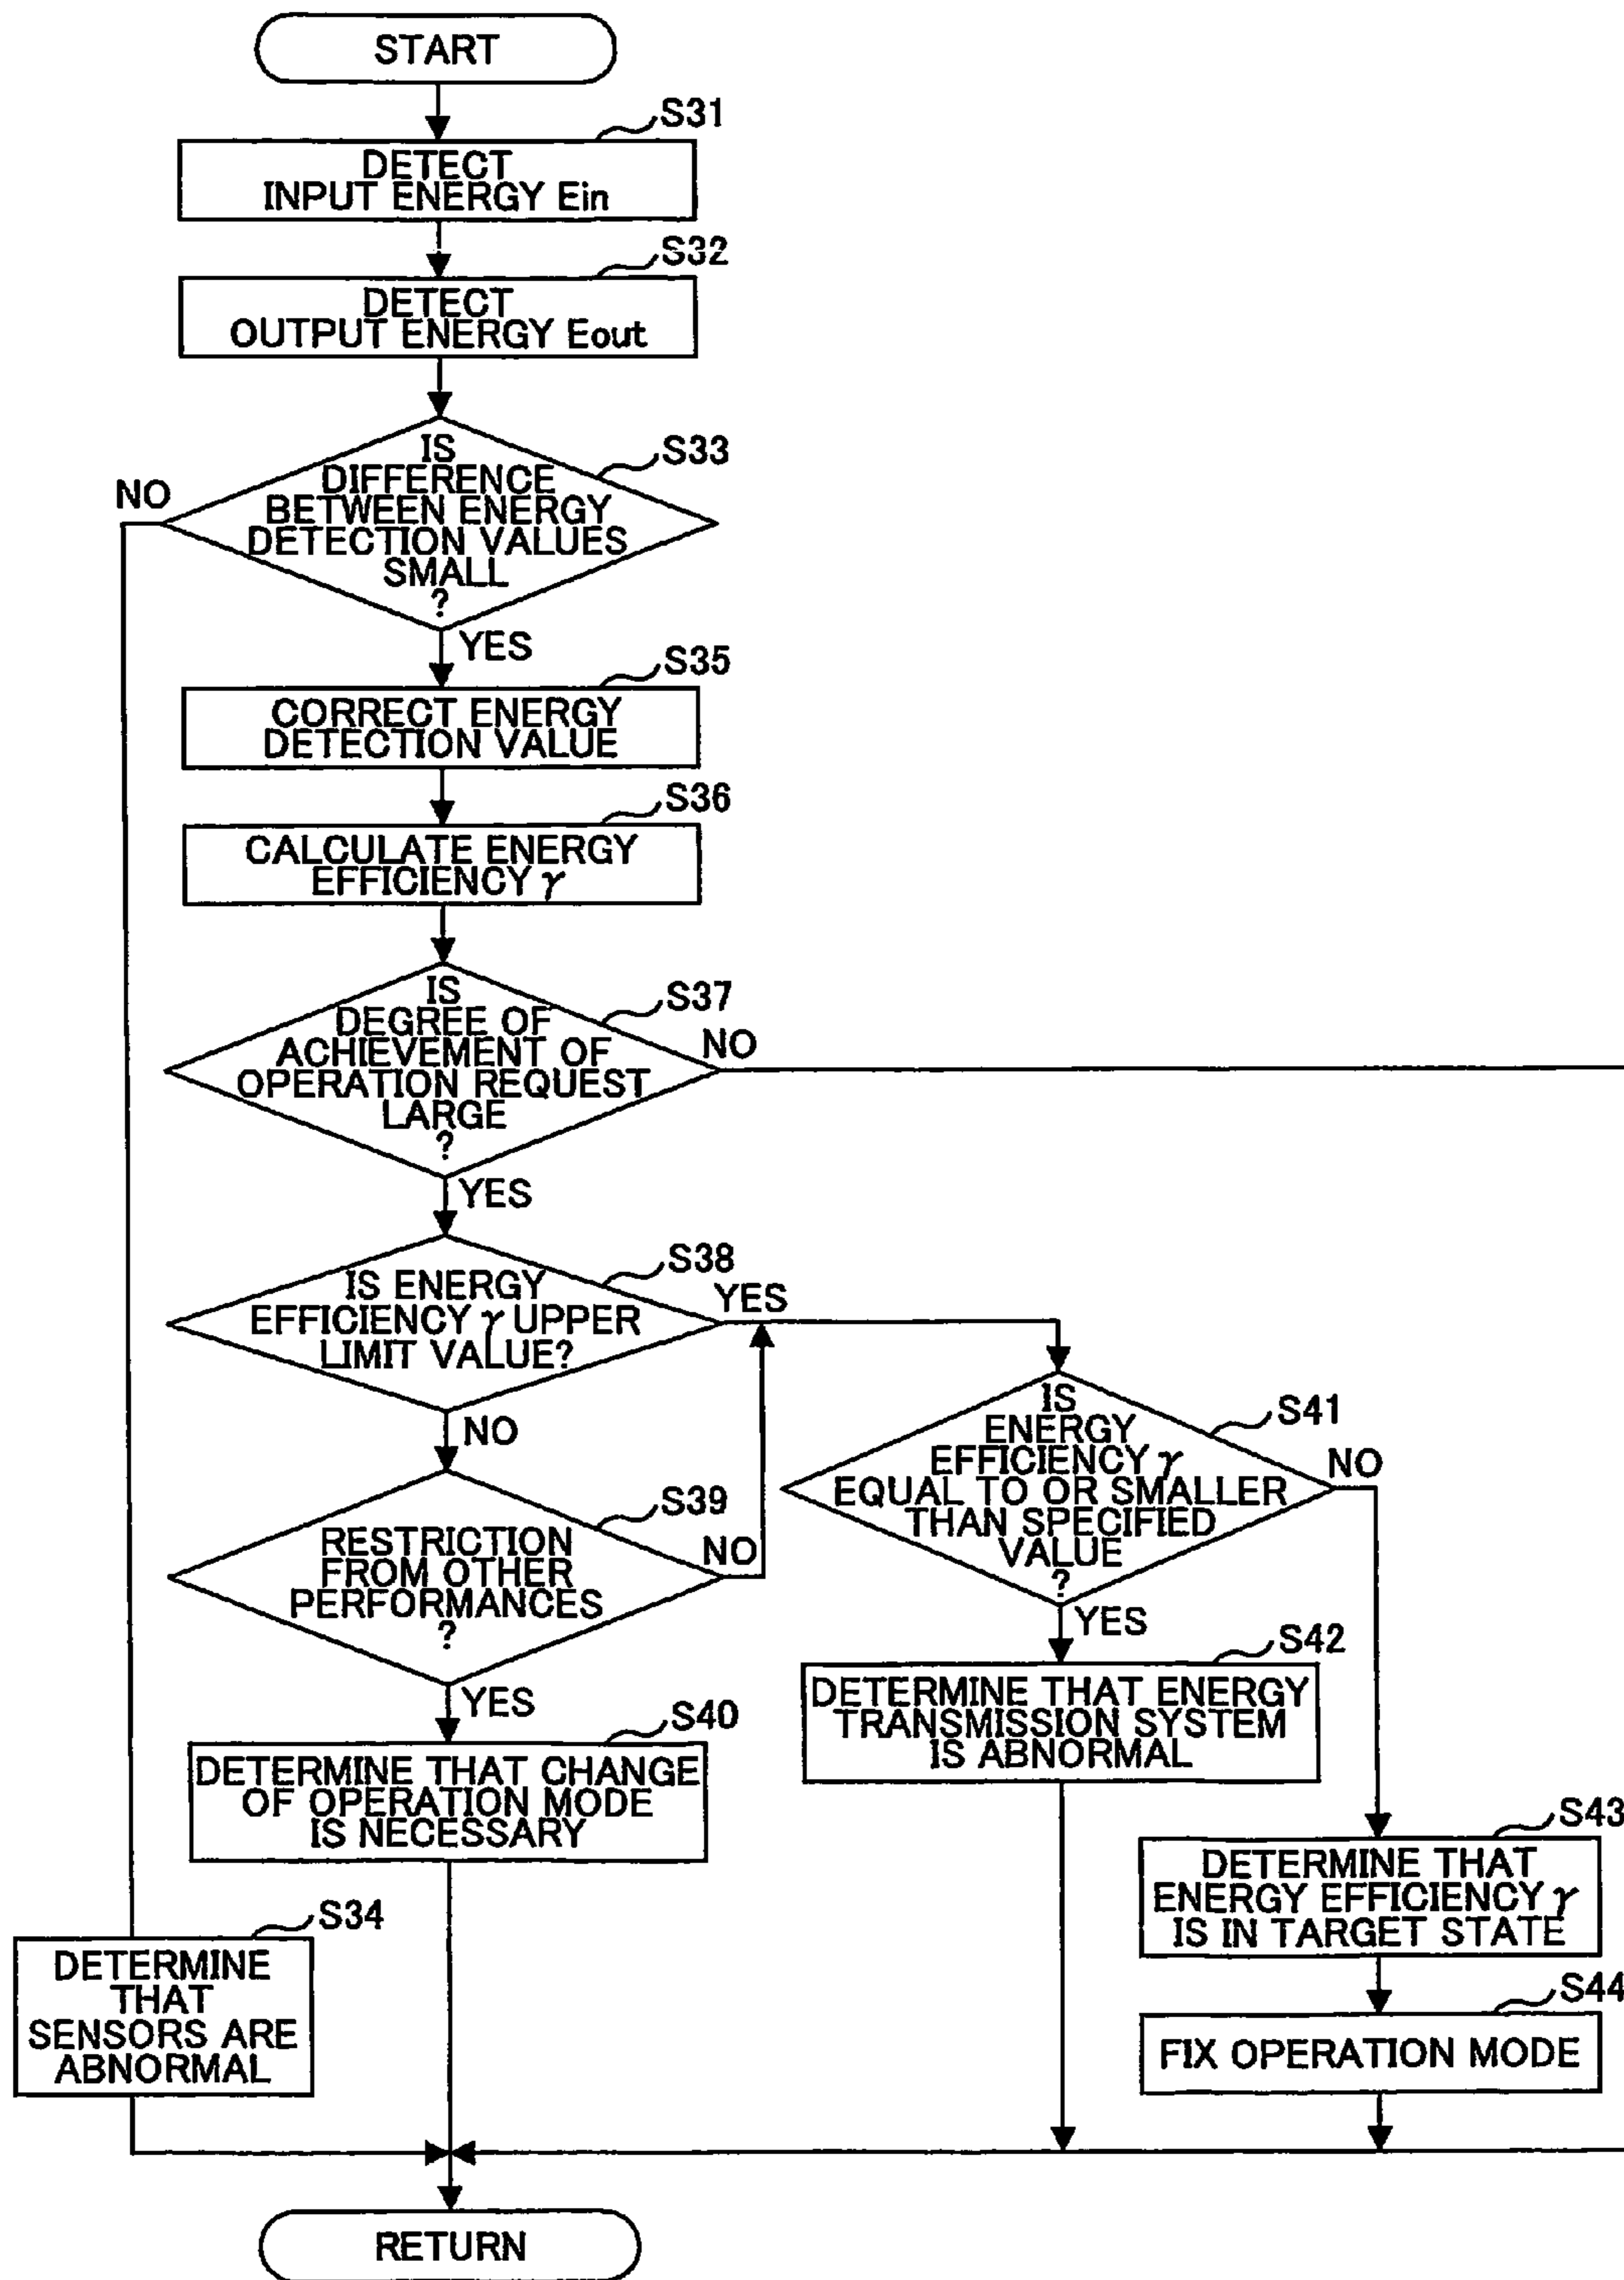 START
S31
DETECT
INPUT ENERGY Ein
S32
DETECT
OUTPUT ENERGY Eout
S33
IS
DIFFERENCE
BETWEEN ENERGY
DETECTION VALUES
SMALL
?
NO
YES
S35
CORRECT ENERGY
DETECTION VALUE
S36
CALCULATE ENERGY
EFFICIENCY γ
S37
IS
DEGREE OF
ACHIEVEMENT OF
OPERATION REQUEST
LARGE
?
NO
YES
S38
IS ENERGY
EFFICIENCY γ UPPER
LIMIT VALUE?
YES
NO
S39
RESTRICTION
FROM OTHER
PERFORMANCES
?
NO
YES
S40
DETERMINE THAT CHANGE
OF OPERATION MODE
IS NECESSARY
S41
IS
ENERGY
EFFICIENCY γ
EQUAL TO OR SMALLER
THAN SPECIFIED
VALUE
?
NO
YES
S42
DETERMINE THAT ENERGY
TRANSMISSION SYSTEM
IS ABNORMAL
S43
DETERMINE THAT
ENERGY EFFICIENCY γ
IS IN TARGET STATE
S44
FIX OPERATION MODE
S34
DETERMINE
THAT
SENSORS ARE
ABNORMAL
RETURN